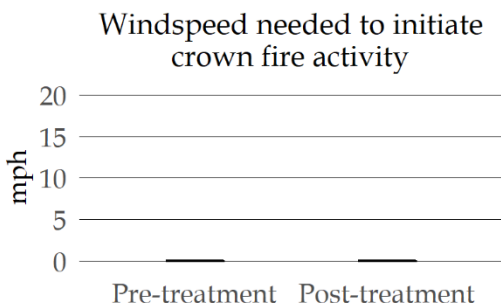 Windspeed needed to initiate
crown fire activity
mph
20
15
10
5
0
Pre-treatment Post-treatment